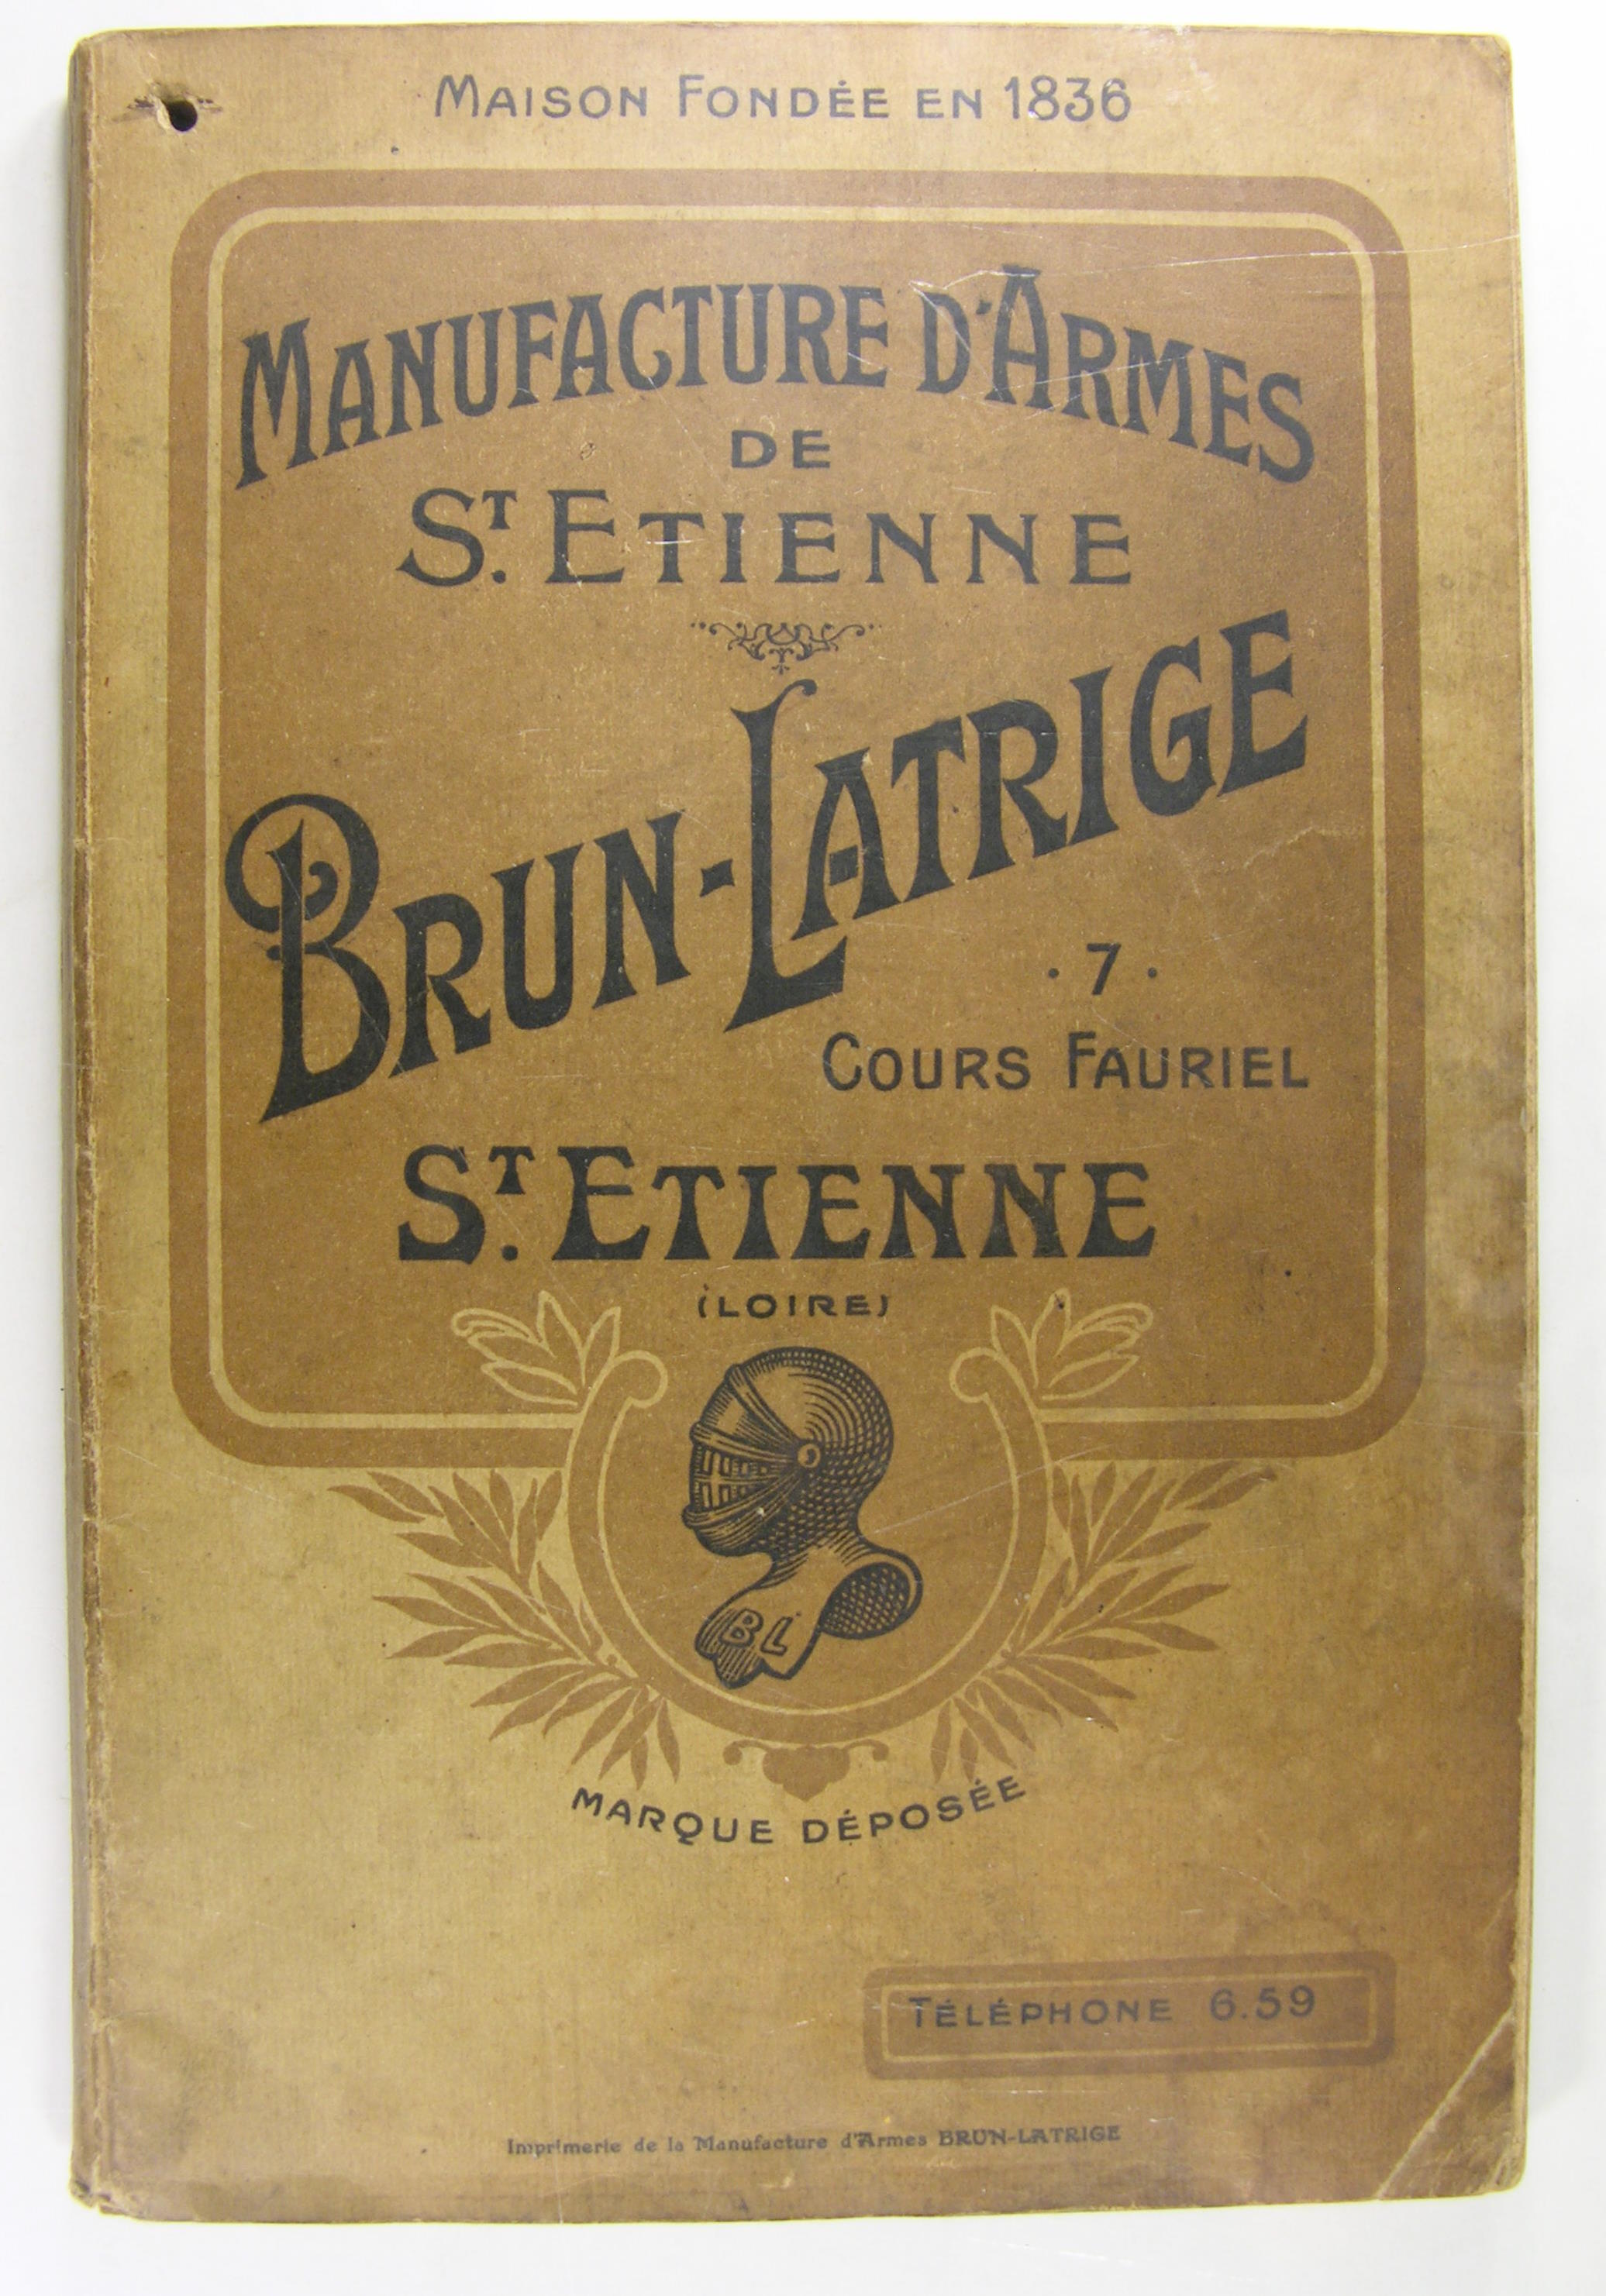 MAISON FONDÉE EN 1836
MANUFACTURE D'ARMES
DE
ST. ETIENNE
BRUN-LATRIGE
· 7 ·
COURS FAURIEL
ST. ETIENNE
(LOIRE)
BL
MARQUE DÉPOSÉE
TÉLÉPHONE 6.59
Imprimerie de la Manufacture d'Armes BRUN-LATRIGE